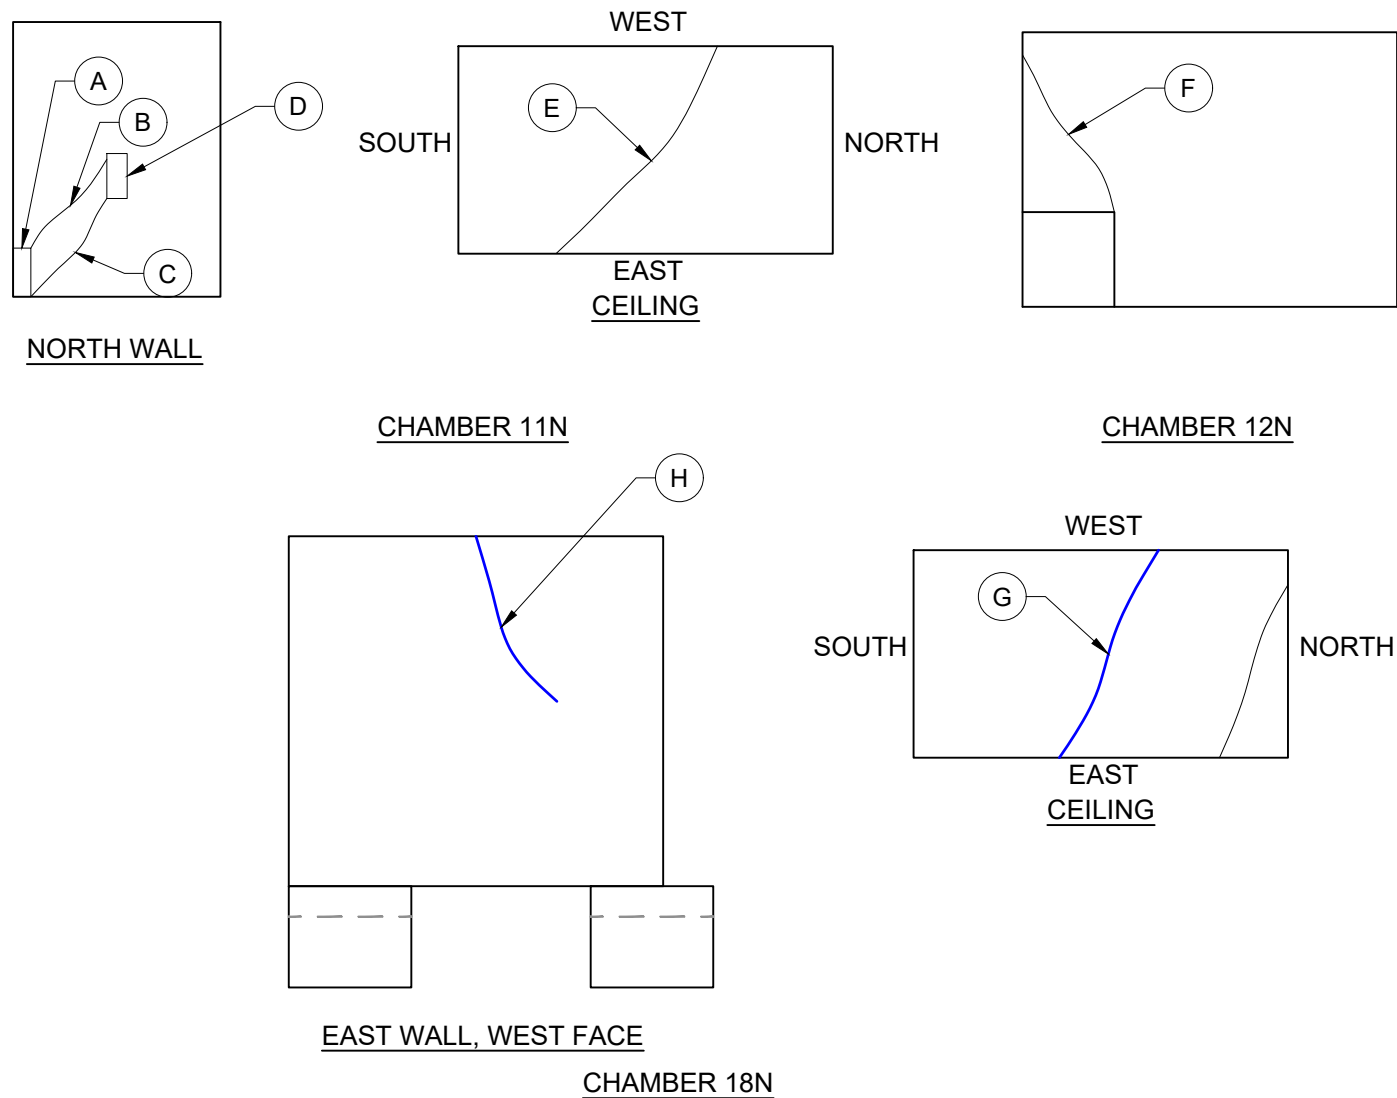 WEST
A
B
D
E
F
SOUTH
NORTH
C
EAST
CEILING
NORTH WALL
CHAMBER 11N
CHAMBER 12N
H
WEST
G
SOUTH
NORTH
EAST
CEILING
EAST WALL, WEST FACE
CHAMBER 18N